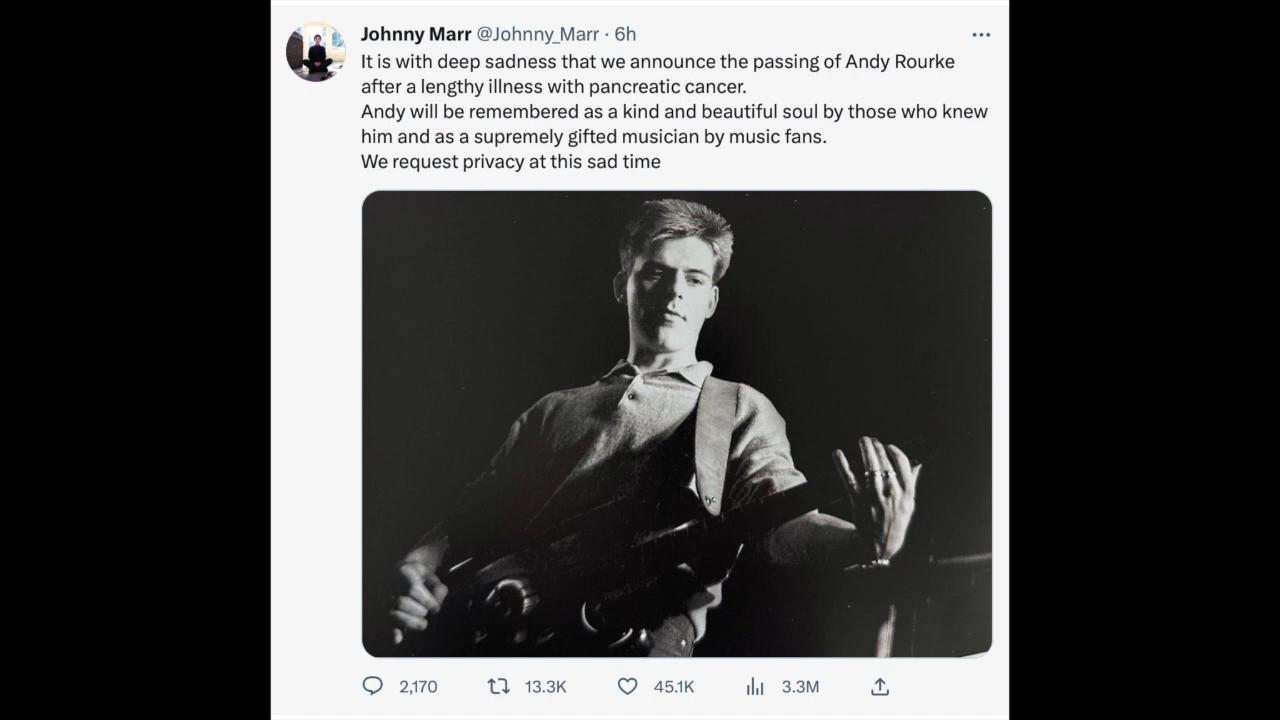 Johnny Marr @Johnny_Marr · 6h
It is with deep sadness that we announce the passing of Andy Rourke
after a lengthy illness with pancreatic cancer.
Andy will be remembered as a kind and beautiful soul by those who knew
him and as a supremely gifted musician by music fans.
We request privacy at this sad time
2,170 13.3K 45.1K 3.3M